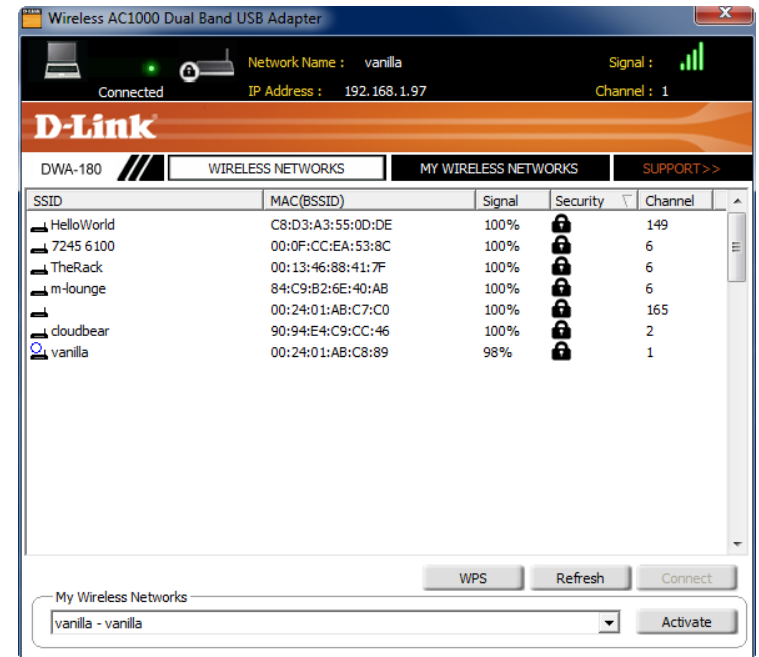 Wireless AC1000 Dual Band USB Adapter
Network Name : vanilla Signal :
Connected IP Address : 192.168.1.97 Channel : 1
D-Link
DWA-180 WIRELESS NETWORKS MY WIRELESS NETWORKS SUPPORT>>
SSID MAC(BSSID) Signal Security Channel
HelloWorld C8:D3:A3:55:0D:DE 100% 149
7245 6100 00:0F:CC:EA:53:8C 100% 6
TheRack 00:13:46:88:41:7F 100% 6
m-lounge 84:C9:B2:6E:40:AB 100% 6
00:24:01:AB:C7:C0 100% 165
cloudbear 90:94:E4:C9:CC:46 100% 2
vanilla 00:24:01:AB:C8:89 98% 1
WPS Refresh Connect
My Wireless Networks
vanilla - vanilla Activate